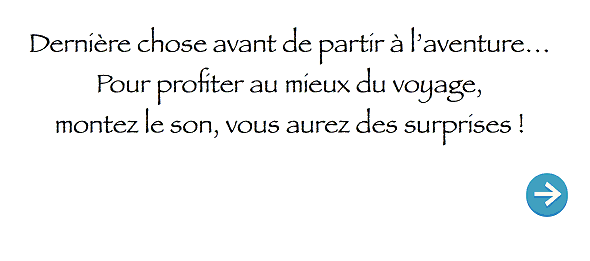 Dernière chose avant de partir à l’aventure…
Pour profiter au mieux du voyage,
montez le son, vous aurez des surprises !